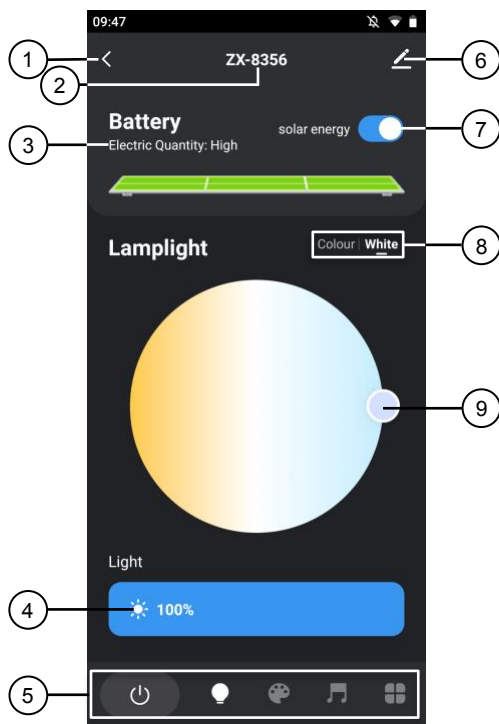 09:47
1
ZX-8356
6
2
Battery
solar energy
7
3
Electric Quantity: High
Lamplight
Colour | White
8
9
Light
4
100%
5